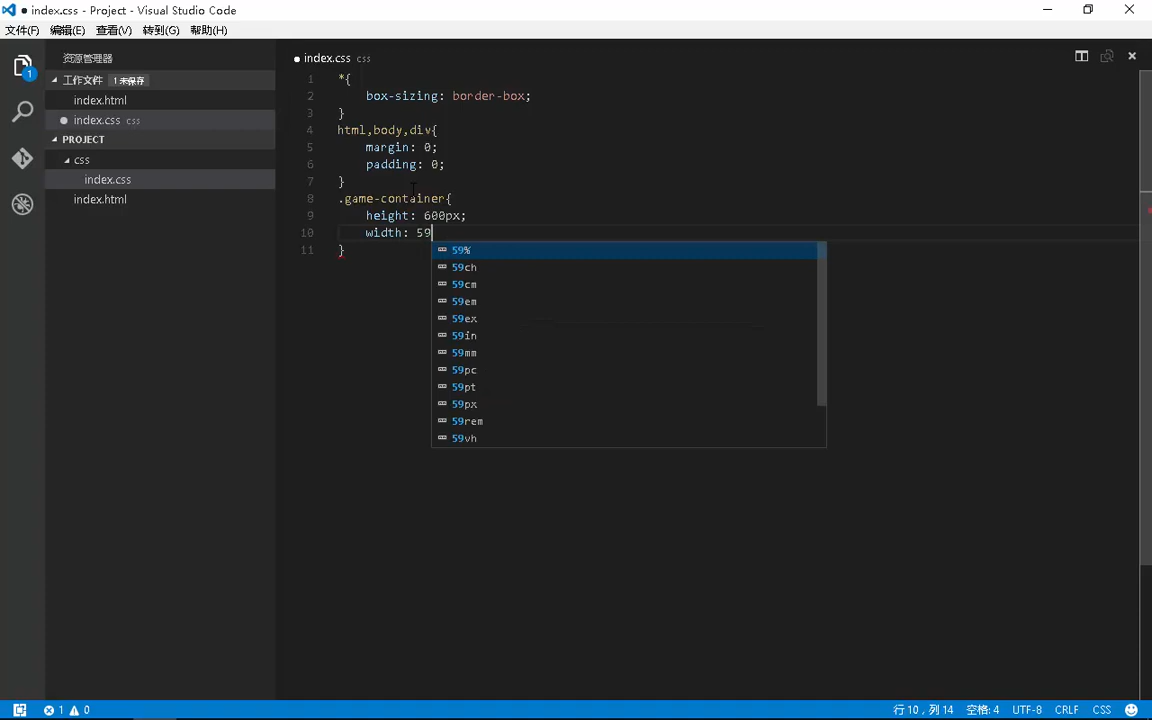 ● index.css - Project - Visual Studio Code
文件(F) 编辑(E) 查看(V) 转到(G) 帮助(H)
资源管理器
工作文件 1 未保存
index.html
index.css css
PROJECT
css
index.css
index.html
1
● index.css css
1 *{
2 box-sizing: border-box;
3 }
4 html,body,div{
5 margin: 0;
6 padding: 0;
7 }
8 .game-container{
9 height: 600px;
10 width: 59
11 }
59%
59ch
59cm
59em
59ex
59in
59mm
59pc
59pt
59px
59rem
59vh
1 0
行 10，列 14 空格: 4 UTF-8 CRLF CSS